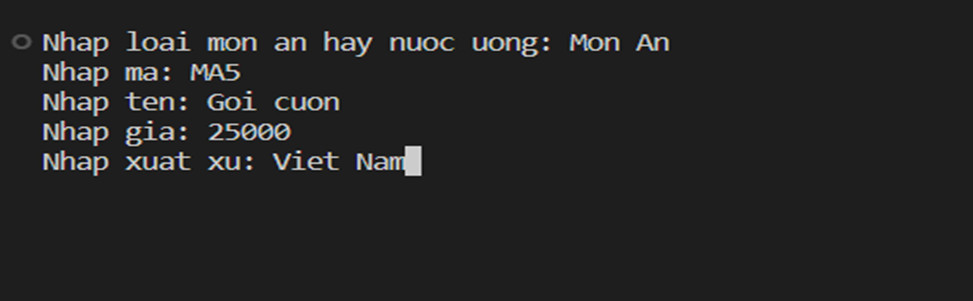 Nhap loai mon an hay nuoc uong: Mon An
Nhap ma: MA5
Nhap ten: Goi cuon
Nhap gia: 25000
Nhap xuat xu: Viet Nam